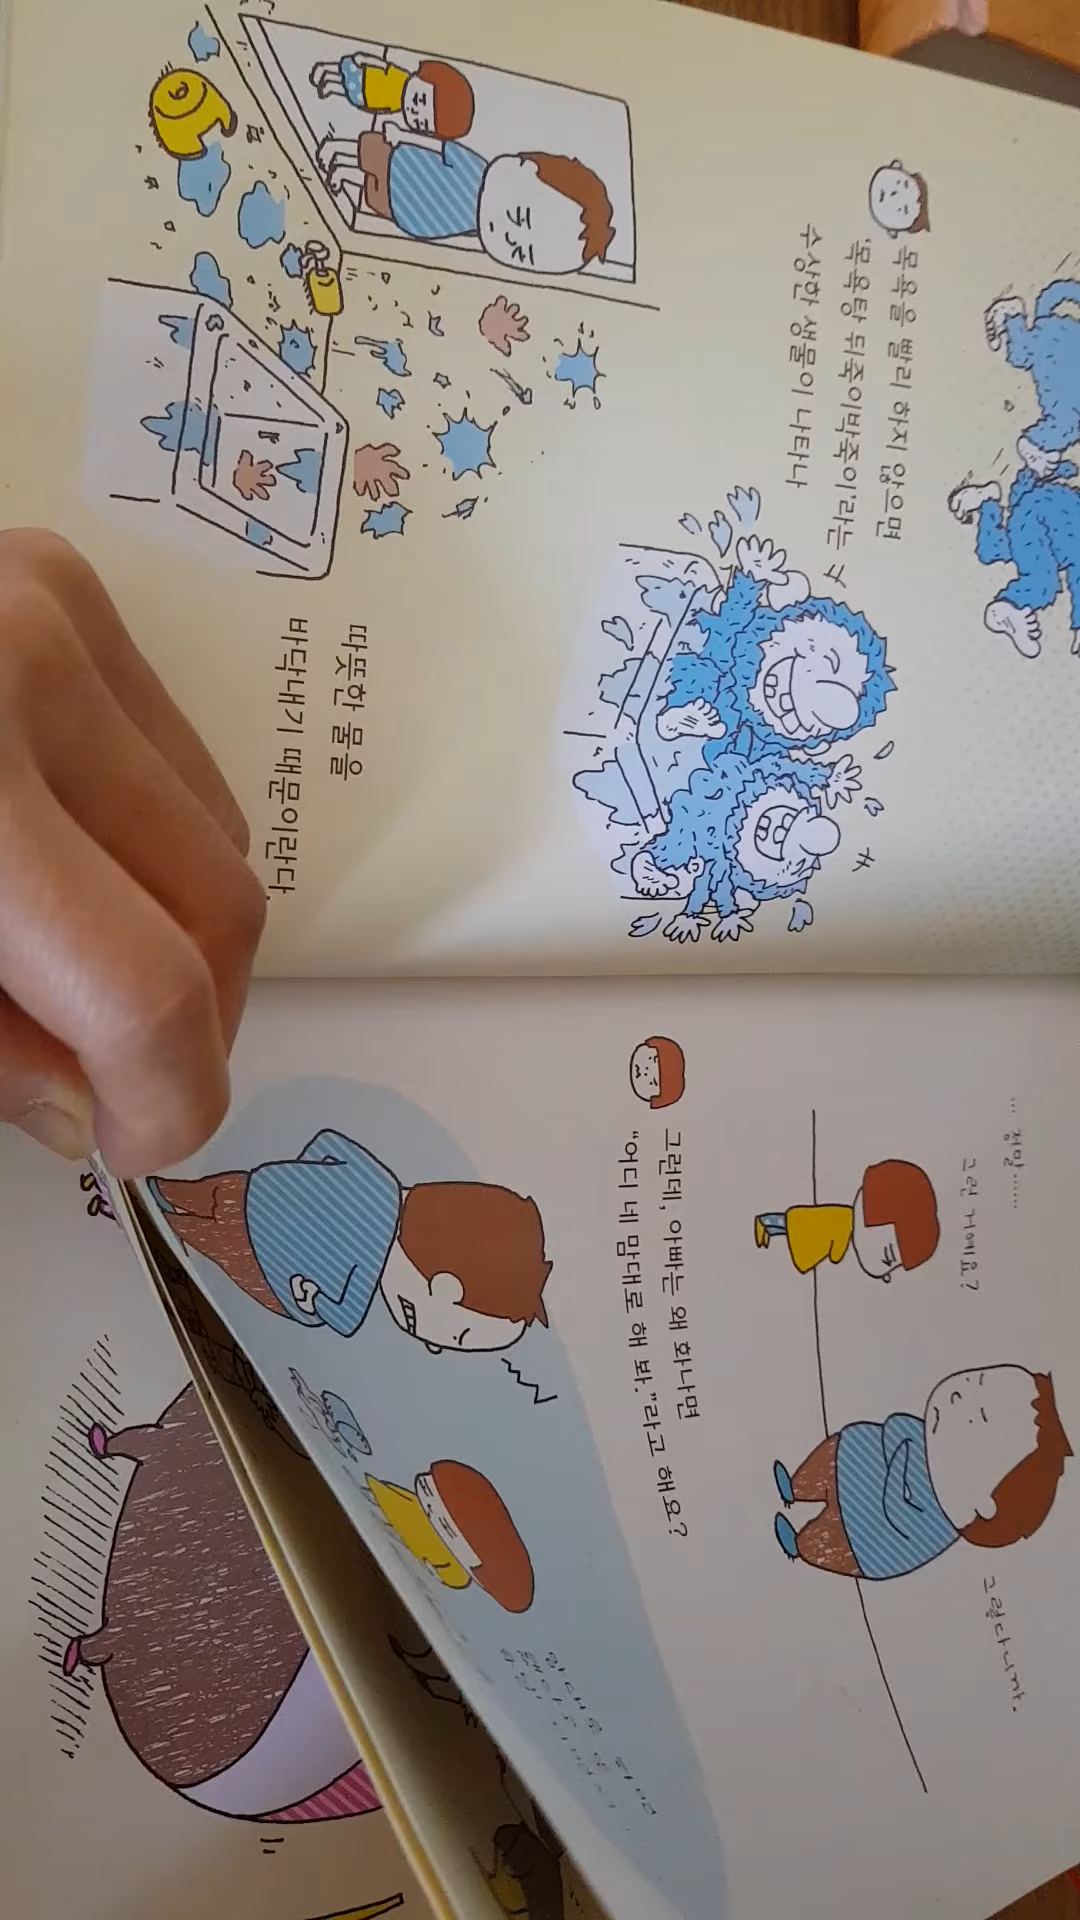 목욕을 빨리 하지 않으면
'목욕탕 뒤죽이박죽이'라는
수상한 생물이 나타나
따뜻한 물을
바닥내기 때문이란다.
… 정말……
그런 거예요?
그렇다니까.
그런데, 아빠는 왜 화나면
"어디 네 맘대로 해 봐."라고 해요?